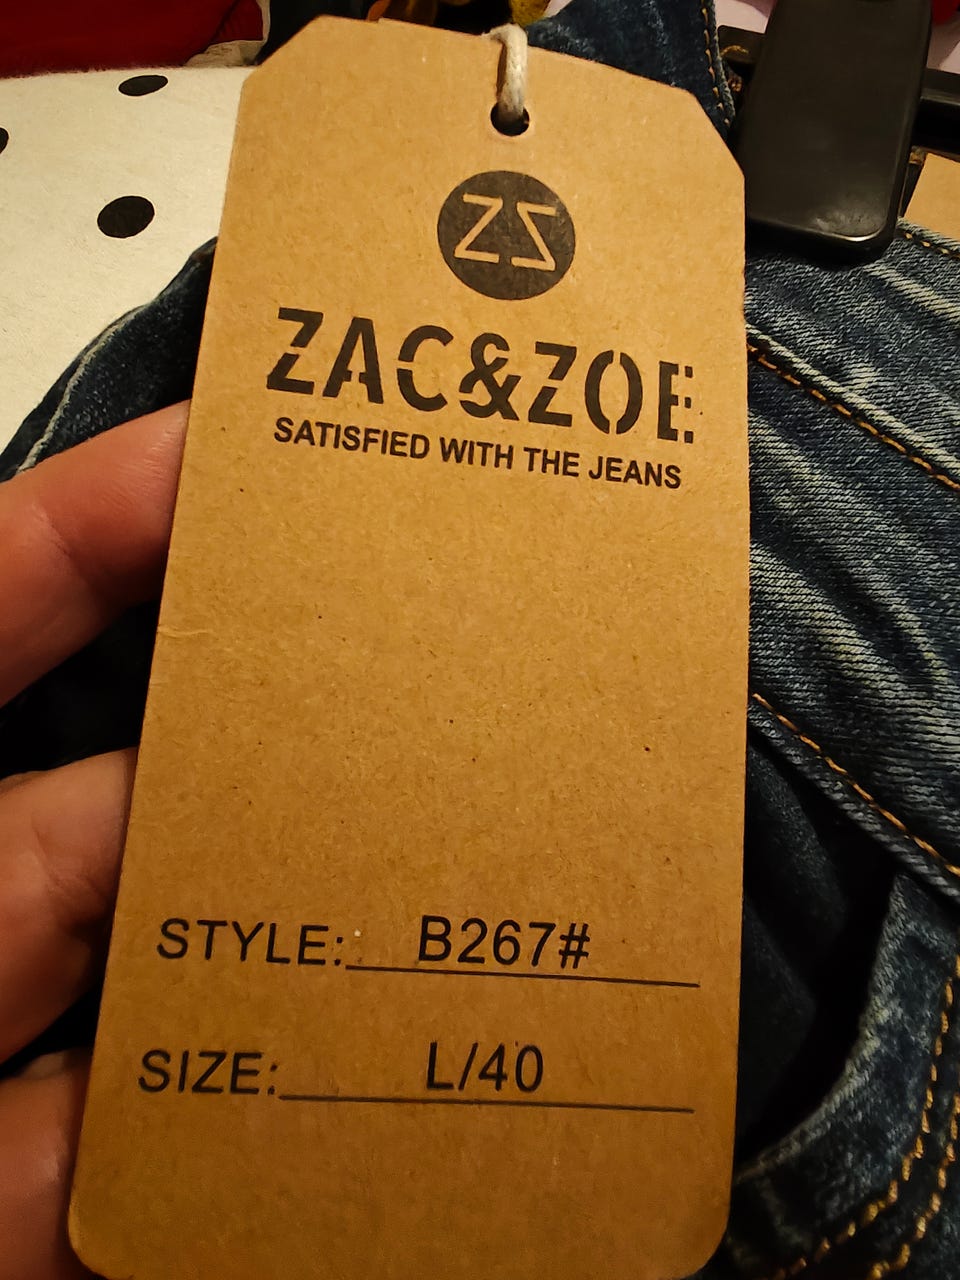 ZS
ZAC&ZOE
SATISFIED WITH THE JEANS
STYLE: B267#
SIZE: L/40